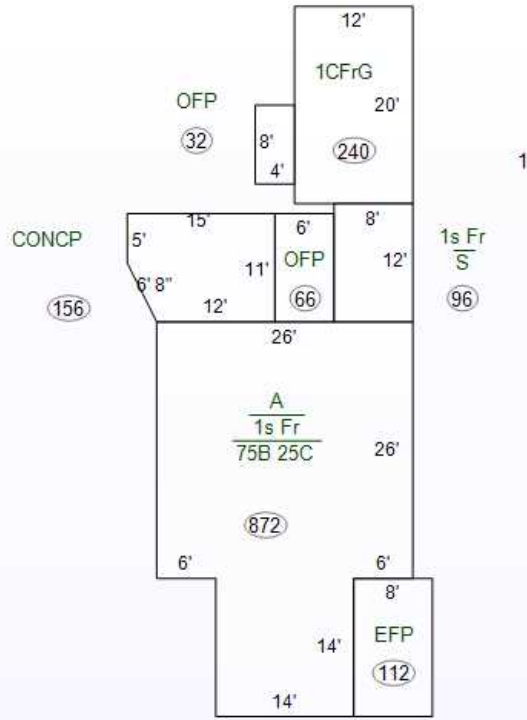 12'
1CFrG
20'
240
OFP
32
8'
4'
1
CONCP
156
15'
5'
6' 8"
11'
12'
6'
OFP
66
8'
12'
1s Fr
S
96
26'
A
1s Fr
75B 25C
26'
872
6'
6'
8'
EFP
112
14'
14'